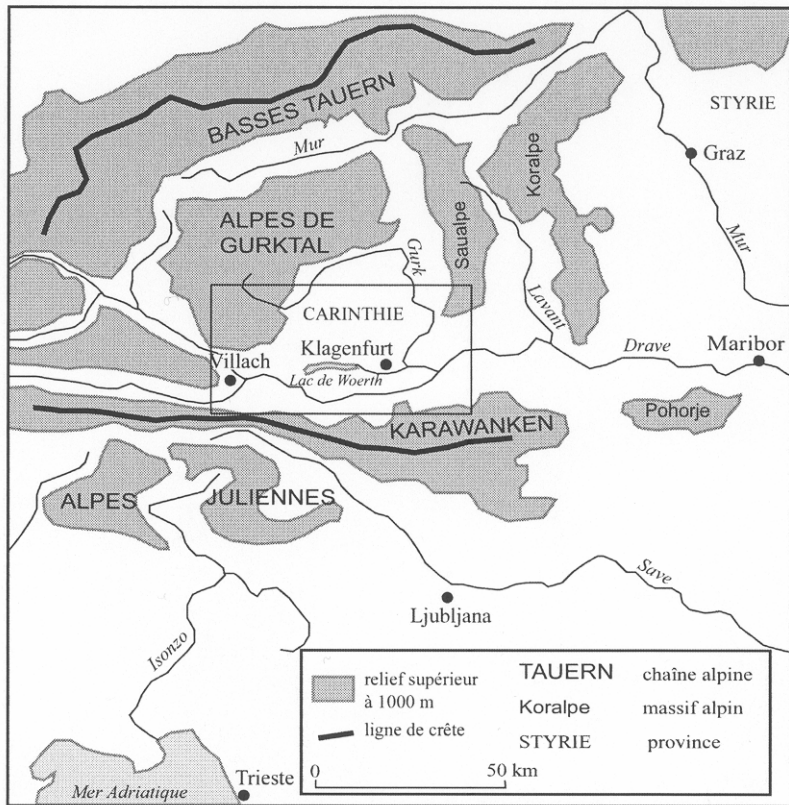 STYRIE
BASSES TAUERN
Mur
Graz
Koralpe
ALPES DE
GURKTAL
Saualpe
Gurk
Mur
Lavant
CARINTHIE
Villach
Klagenfurt
Drave
Maribor
Lac de Woerth
KARAWANKEN
Pohorje
ALPES
JULIENNES
Save
Ljubljana
Isonzo
relief supérieur
à 1000 m
ligne de crête
TAUERN chaîne alpine
Koralpe massif alpin
STYRIE province
0 50 km
Trieste
Mer Adriatique